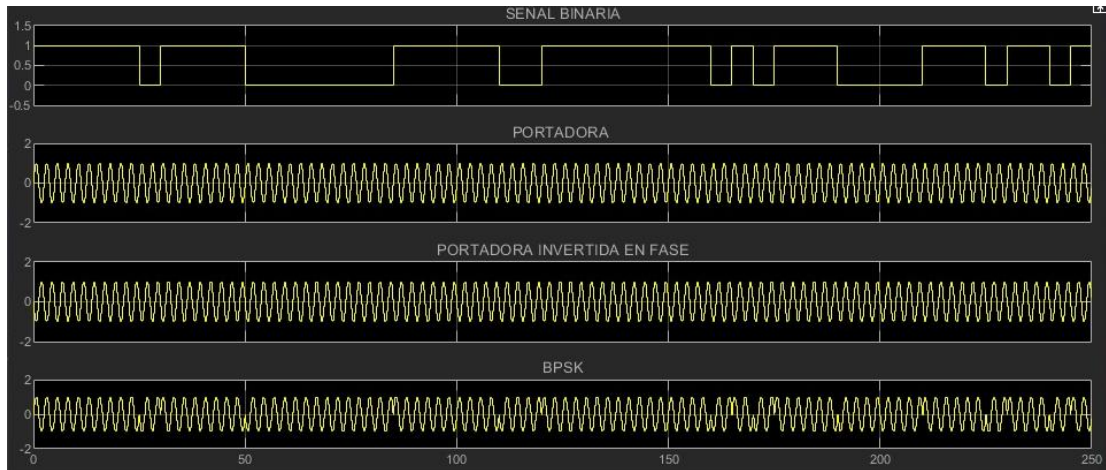 SENAL BINARIA
1.5
1
0.5
0
-0.5
PORTADORA
2
0
-2
PORTADORA INVERTIDA EN FASE
2
0
-2
BPSK
2
0
-2
0 50 100 150 200 250